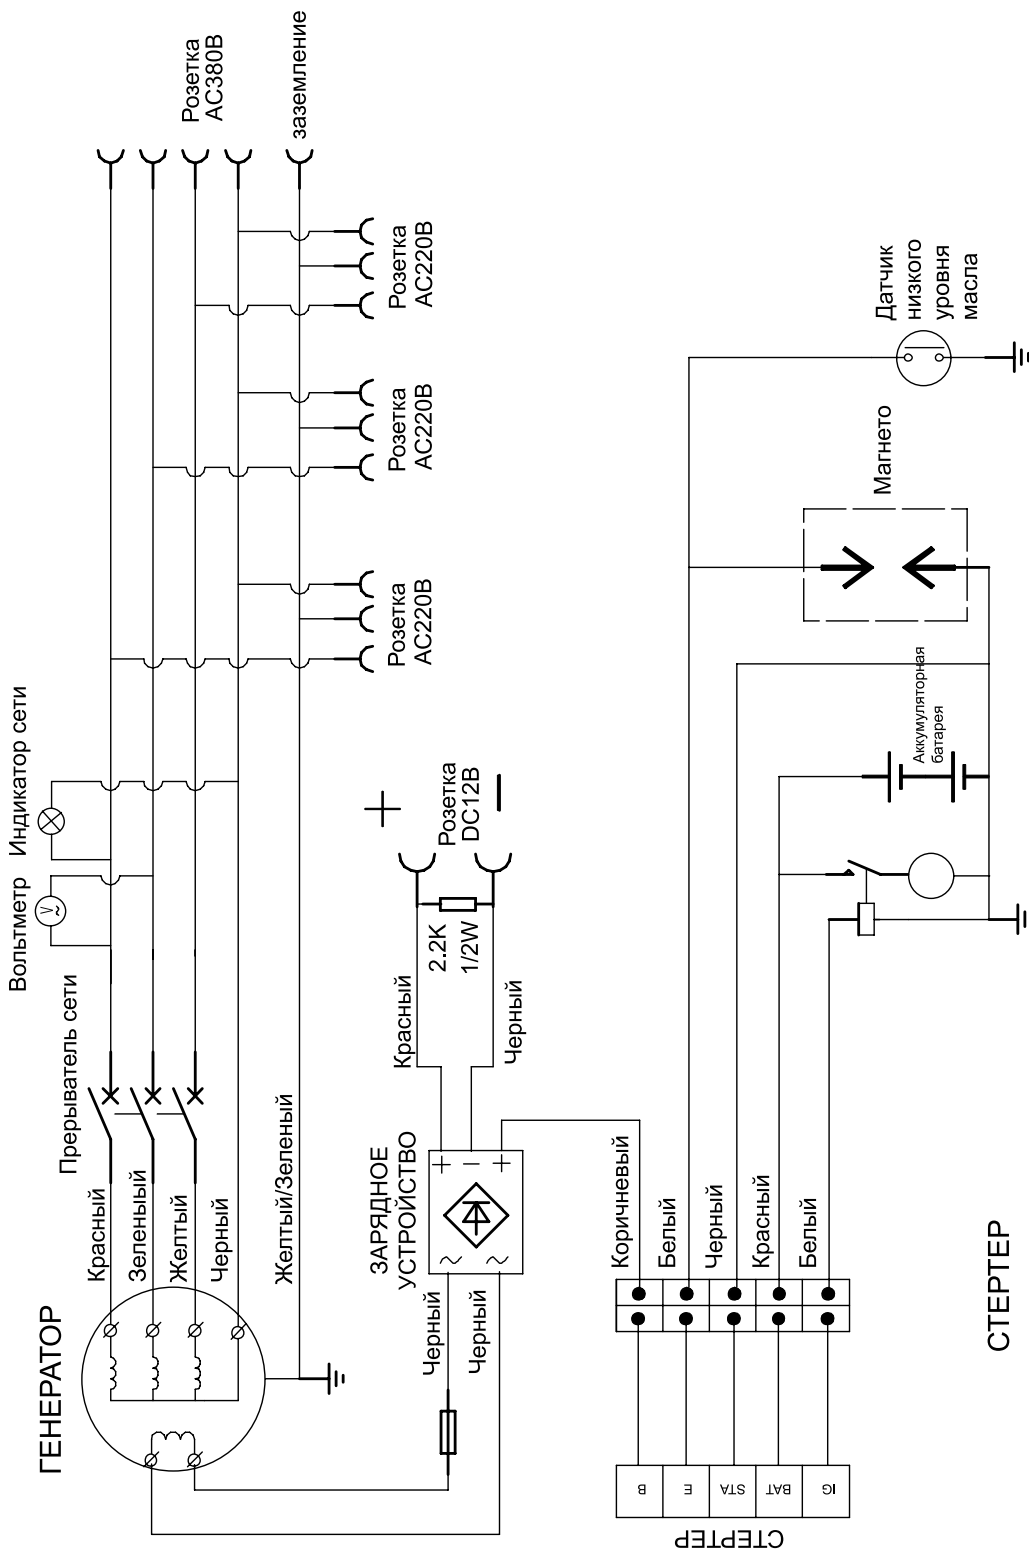 ГЕНЕРАТОР
Красный
Зеленый
Желтый
Черный
Желтый/Зеленый
Прерыватель сети
Вольтметр
V
~
Индикатор сети
Розетка
AC380В
заземление
Розетка
AC220В
Розетка
AC220В
Розетка
AC220В
Черный
Черный
ЗАРЯДНОЕ
УСТРОЙСТВО
~
~
+
−
+
Красный
Черный
2.2K
1/2W
Розетка
DC12В
+
−
СТЕРТЕР
B
E
STA
BAT
IG
Коричневый
Белый
Черный
Красный
Белый
Аккумуляторная
батарея
Магнето
Датчик
низкого
уровня
масла
СТЕРТЕР